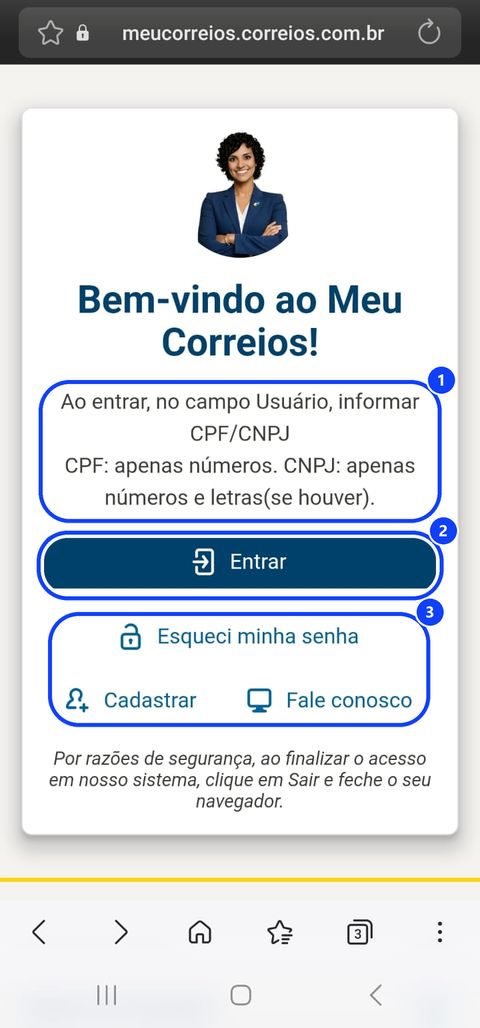 meucorreios.correios.com.br
Bem-vindo ao Meu
Correios!
1
Ao entrar, no campo Usuário, informar
CPF/CNPJ
CPF: apenas números. CNPJ: apenas
números e letras(se houver).
2
Entrar
3
Esqueci minha senha
Cadastrar Fale conosco
Por razões de segurança, ao finalizar o acesso
em nosso sistema, clique em Sair e feche o seu
navegador.
3